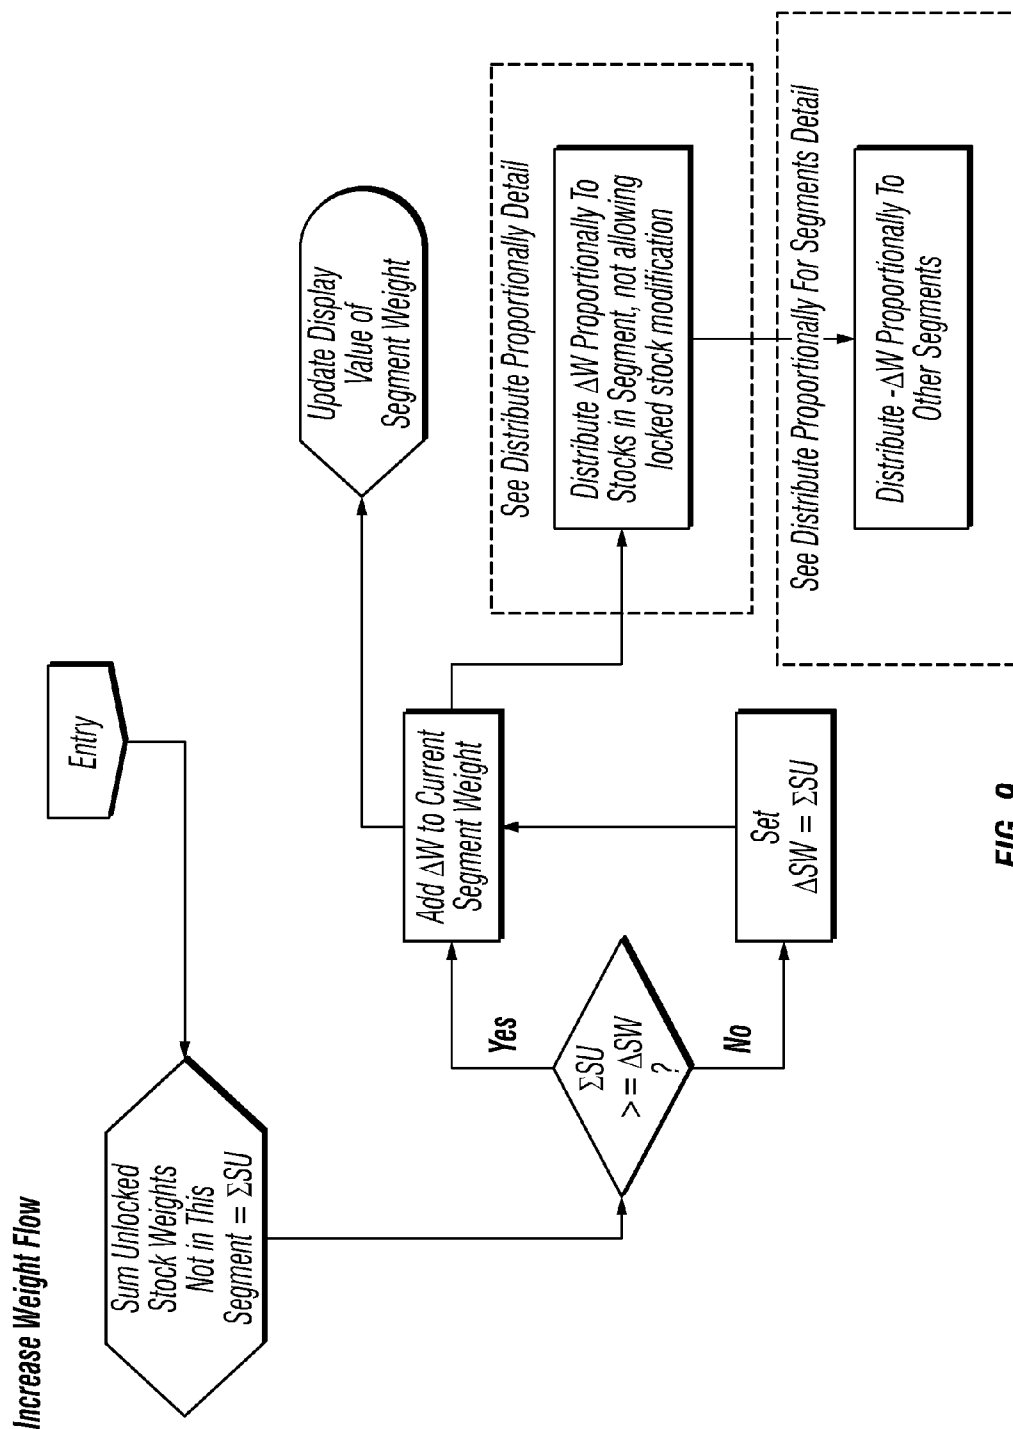 Increase Weight Flow
Entry
Sum Unlocked
Stock Weights
Not in This
Segment = ΣSU
ΣSU
>= ΔSW
?
Yes
No
Add ΔW to Current
Segment Weight
Set
ΔSW = ΣSU
Update Display
Value of
Segment Weight
See Distribute Proportionally Detail
Distribute ΔW Proportionally To
Stocks in Segment, not allowing
locked stock modification
See Distribute Proportionally For Segments Detail
Distribute -ΔW Proportionally To
Other Segments
FIG. 9